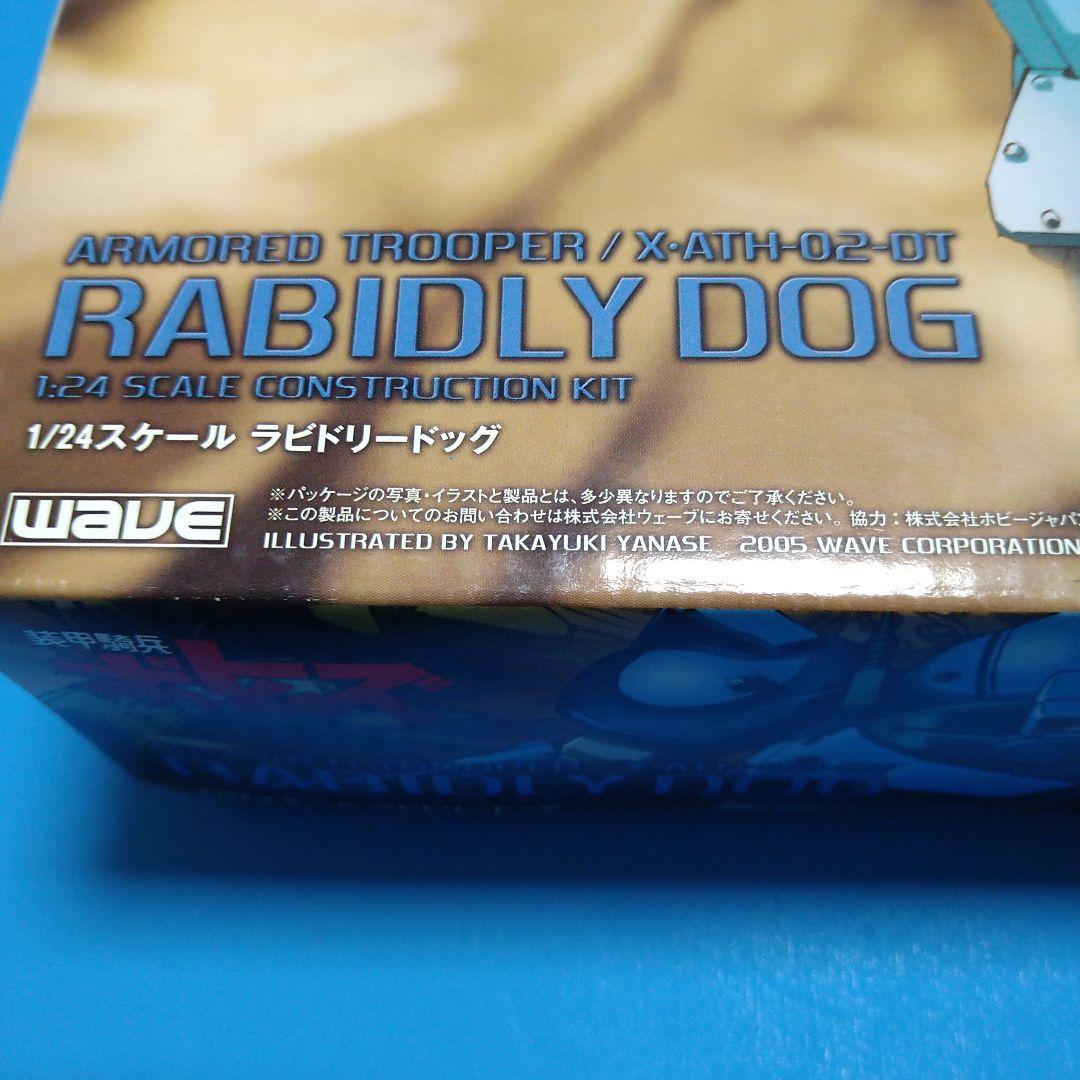 ARMORED TROOPER / X·ATH-02-DT
RABIDLY DOG
1:24 SCALE CONSTRUCTION KIT
1/24スケール ラビドリードッグ
※パッケージの写真・イラストと製品とは、多少異なりますのでご了承ください。
※この製品についてのお問い合わせは株式会社ウェーブにお寄せください。協力:株式会社ホビージャパ
WAVE
ILLUSTRATED BY TAKAYUKI YANASE 2005 WAVE CORPORATION
装甲騎兵
ボトムズ
RABIDLY DOG